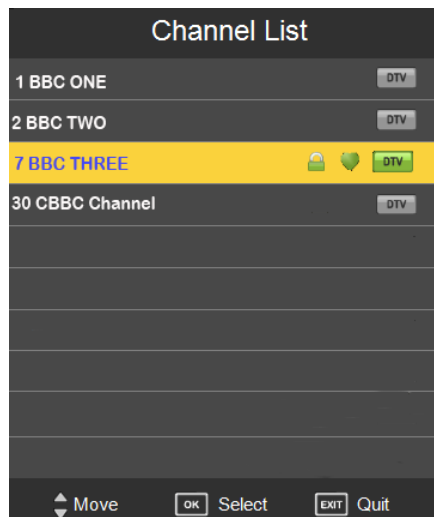 Channel List
1 BBC ONE DTV
2 BBC TWO DTV
7 BBC THREE DTV
30 CBBC Channel DTV
Move OK Select EXIT Quit